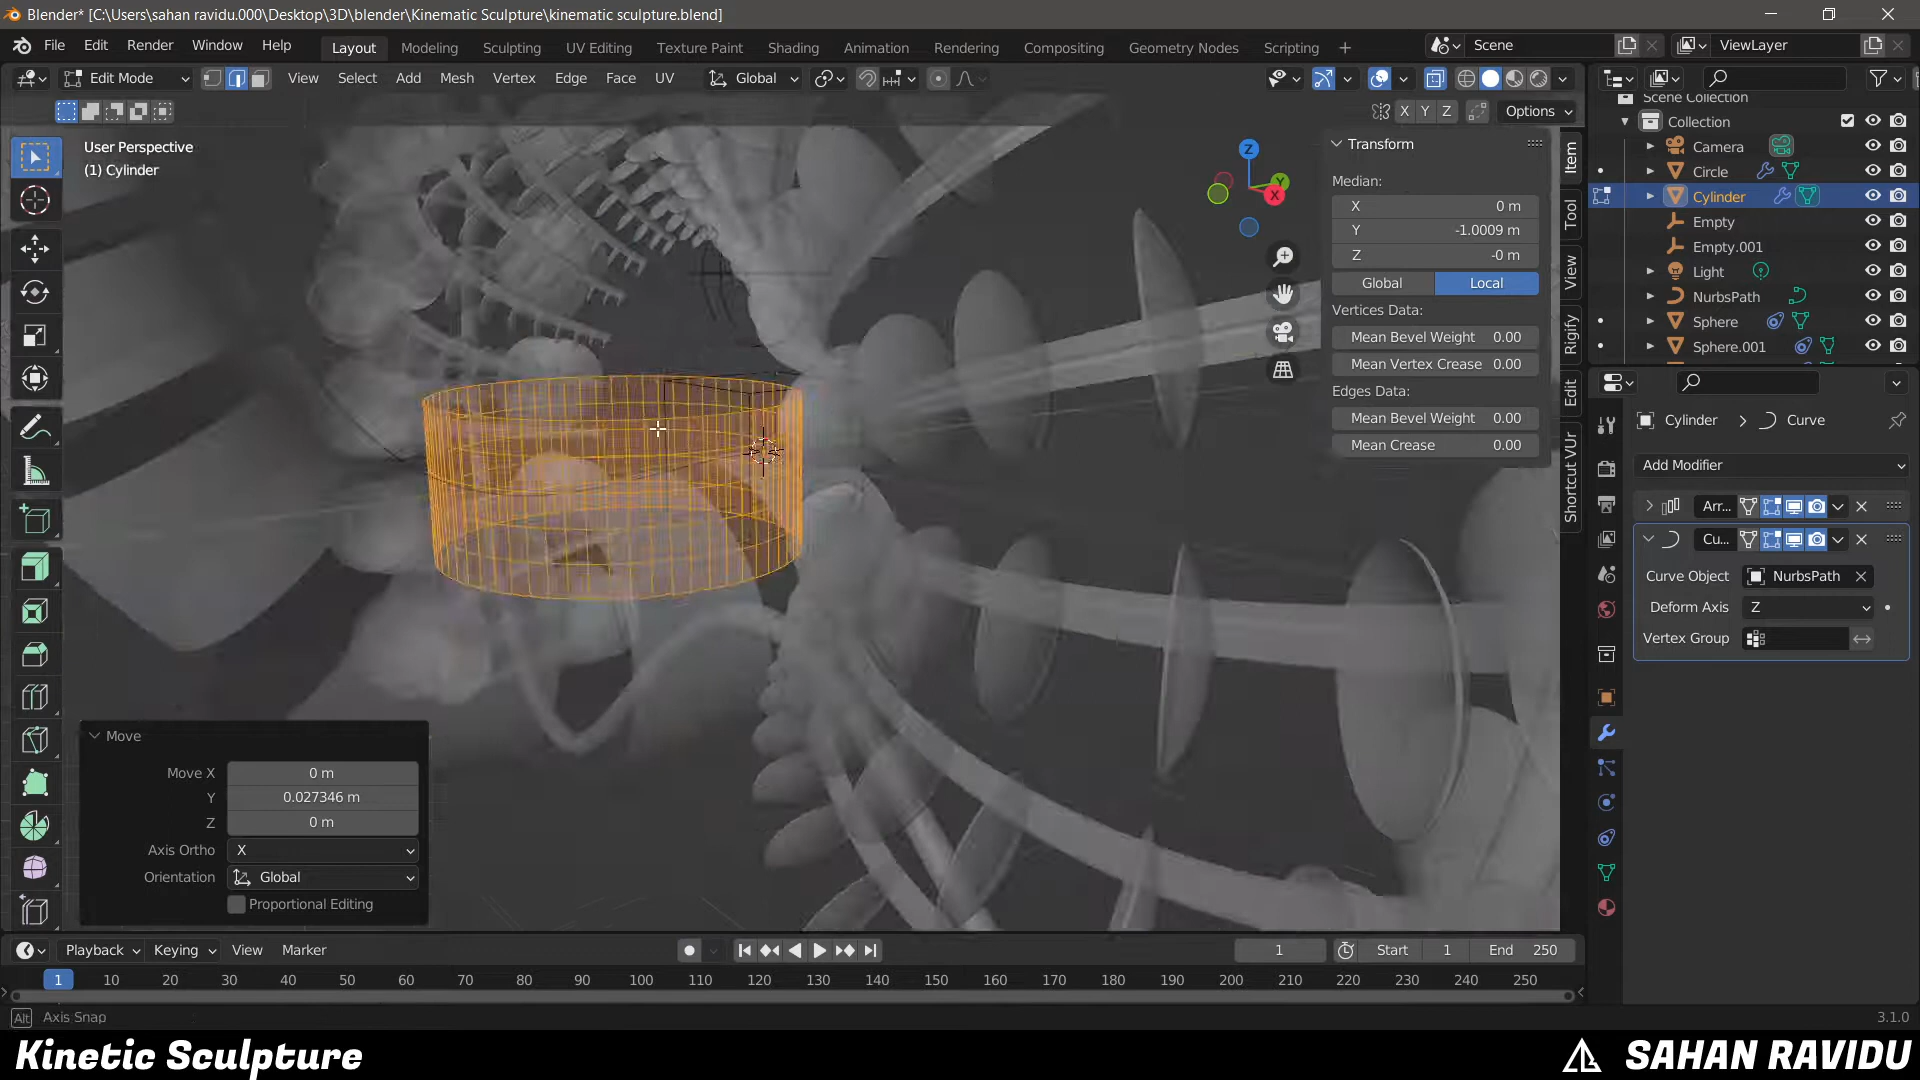 Blender* [C:\Users\sahan ravidu.000\Desktop\3D\blender\Kinematic Sculpture\kinematic sculpture.blend]
File Edit Render Window Help
Layout Modeling Sculpting UV Editing Texture Paint Shading Animation Rendering Compositing Geometry Nodes Scripting +
Scene
ViewLayer
Edit Mode
View Select Add Mesh Vertex Edge Face UV
Global
X Y Z
Options
User Perspective
(1) Cylinder
Z
Y
X
Transform
Median:
X 0 m
Y -1.0009 m
Z -0 m
Global Local
Vertices Data:
Mean Bevel Weight 0.00
Mean Vertex Crease 0.00
Edges Data:
Mean Bevel Weight 0.00
Mean Crease 0.00
Item
Tool
View
Rigify
Edit
Shortcut VUr
Scene Collection
Collection
Camera
Circle
Cylinder
Empty
Empty.001
Light
NurbsPath
Sphere
Sphere.001
Cylinder > Curve
Add Modifier
Arr...
Cu...
Curve Object NurbsPath
Deform Axis Z
Vertex Group
Move
Move X 0 m
Y 0.027346 m
Z 0 m
Axis Ortho X
Orientation Global
Proportional Editing
Playback Keying View Marker
1
Start 1
End 250
1 10 20 30 40 50 60 70 80 90 100 110 120 130 140 150 160 170 180 190 200 210 220 230 240 250
Alt Axis Snap
3.1.0
Kinetic Sculpture
SAHAN RAVIDU